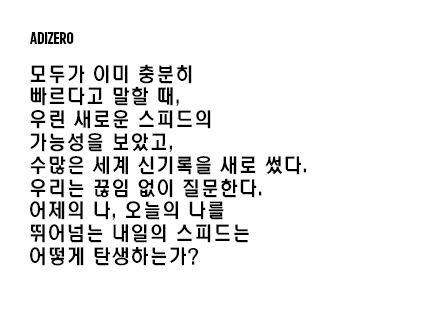 ADIZERO
모두가 이미 충분히
빠르다고 말할 때,
우린 새로운 스피드의
가능성을 보았고,
수많은 세계 신기록을 새로 썼다.
우리는 끊임 없이 질문한다.
어제의 나, 오늘의 나를
뛰어넘는 내일의 스피드는
어떻게 탄생하는가?